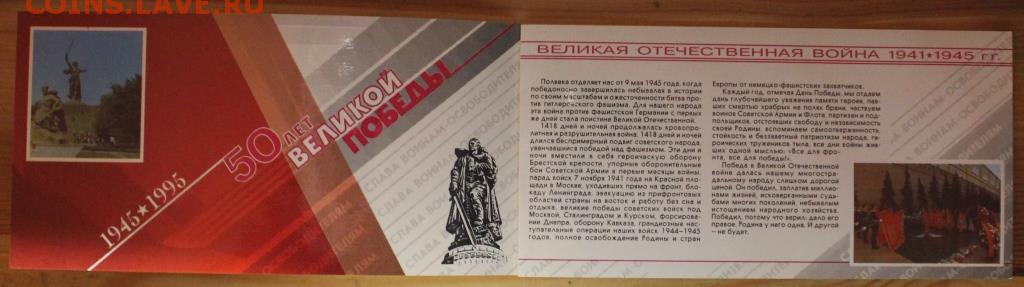 COINS.LAVE.RU
1945★1995
50 ЛЕТ
ВЕЛИКОЙ
ПОБЕДЫ
ВЕЛИКАЯ ОТЕЧЕСТВЕННАЯ ВОЙНА 1941★1945 гг.
Полвека отделяет нас от 9 мая 1945 года, когда
победоносно завершилась небывалая в истории
по своим масштабам и ожесточенности битва про-
тив гитлеровского фашизма. Для нашего народа
эта война против фашистской Германии с первых
же дней стала поистине Великой Отечественной.
1418 дней и ночей продолжалась кровопро-
литная и разрушительная война. 1418 дней и ночей
длился беспримерный подвиг советского народа,
увенчавшийся победой над фашизмом. Эти дни и
ночи вместили в себя героическую оборону
Брестской крепости, упорные оборонительные
бои Советской Армии в первые месяцы войны,
парад войск 7 ноября 1941 года на Красной пло-
щади в Москве, уходивших прямо на фронт, бло-
каду Ленинграда, эвакуацию из прифронтовых
областей страны на восток и работу без сна и
отдыха, великие победы советских войск под
Москвой, Сталинградом и Курском, форсирова-
ние Днепра, оборону Кавказа, грандиозные нас-
тупательные операции наших войск 1944–1945
годов, полное освобождение Родины и стран
Европы от немецко-фашистских захватчиков.
Каждый год, отмечая День Победы, мы отдаем
дань глубочайшего уважения памяти героев, пав-
ших смертью храбрых на полях брани, чествуем
воинов Советской Армии и Флота, партизан и под-
польщиков, отстоявших свободу и независимость
своей Родины, вспоминаем самоотверженность,
стойкость и беззаветный патриотизм народа, ге-
роических тружеников тыла, все дни войны жив-
ших одной мыслью: «Все для фрон-
та, все для победы!».
Победа в Великой Отечественной
войне далась нашему многостра-
дальному народу слишком дорогой
ценой. Он победил, заплатив миллио-
нами жизней, исковерканными судь-
бами многих поколений, небывалым
истощением народного хозяйства.
Победил, потому что верил: дело его
правое. Родина у него одна. И другой
— не будет.
СЛАВА ВОИНАМ-ОСВОБОДИТЕЛЯМ